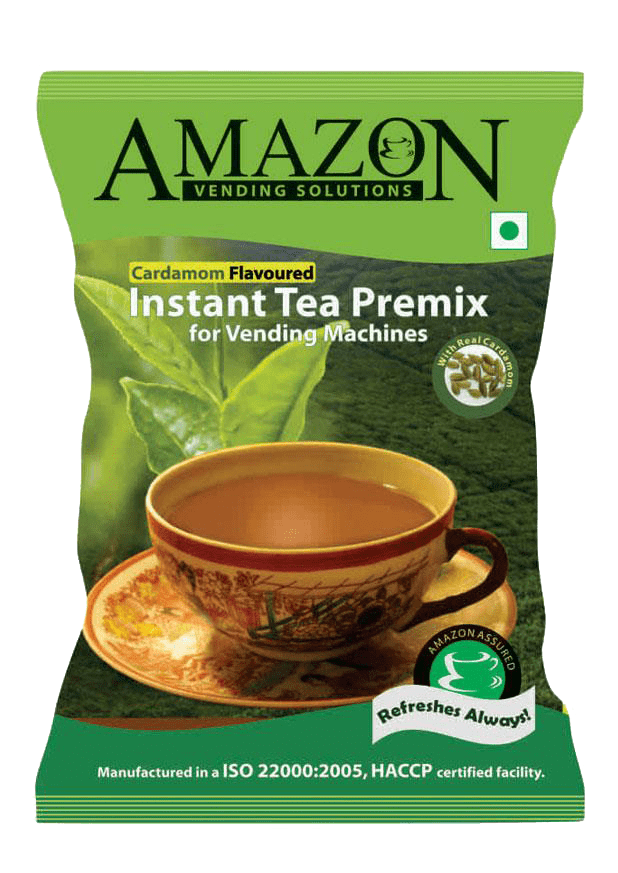 AMAZON
VENDING SOLUTIONS
Cardamom Flavoured
Instant Tea Premix
for Vending Machines
With Real Cardamom
AMAZON ASSURED
Refreshes Always!
Manufactured in a ISO 22000:2005, HACCP certified facility.